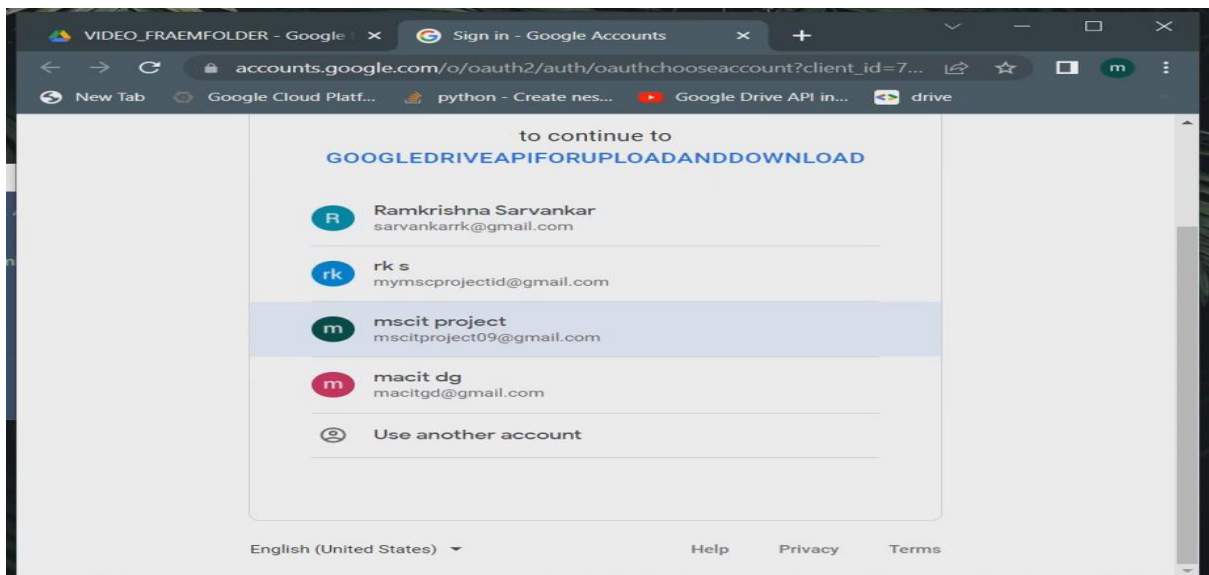 VIDEO_FRAEMFOLDER - Google
Sign in - Google Accounts
accounts.google.com/o/oauth2/auth/oauthchooseaccount?client_id=7...
m
New Tab
Google Cloud Platf...
python - Create nes...
Google Drive API in...
drive
to continue to
GOOGLEDRIVEAPIFORUPLOADANDDOWNLOAD
R
Ramkrishna Sarvankar
sarvankarrk@gmail.com
rk
rk s
mymscprojectid@gmail.com
m
mscit project
mscitproject09@gmail.com
m
macit dg
macitgd@gmail.com
Use another account
English (United States)
Help
Privacy
Terms